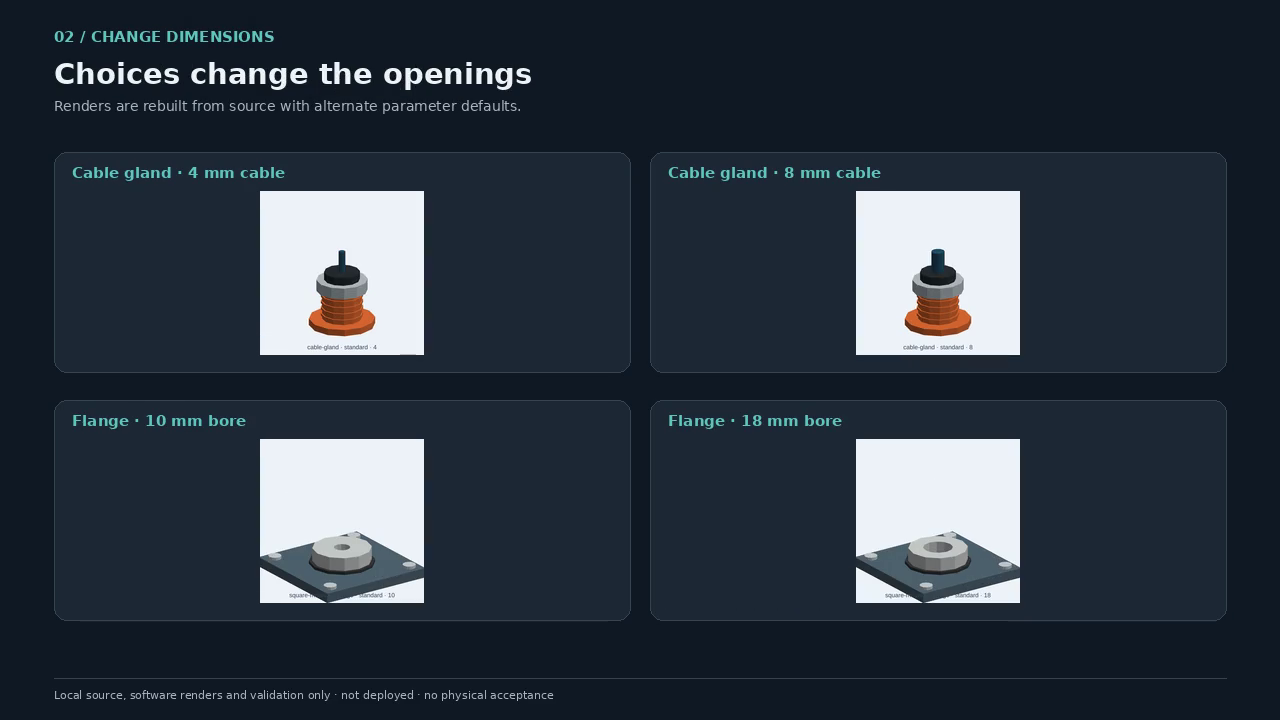 02 / CHANGE DIMENSIONS
Choices change the openings
Renders are rebuilt from source with alternate parameter defaults.
Cable gland · 4 mm cable
cable-gland · standard · 4
Cable gland · 8 mm cable
cable-gland · standard · 8
Flange · 10 mm bore
standard · 10
Flange · 18 mm bore
standard · 18
Local source, software renders and validation only · not deployed · no physical acceptance